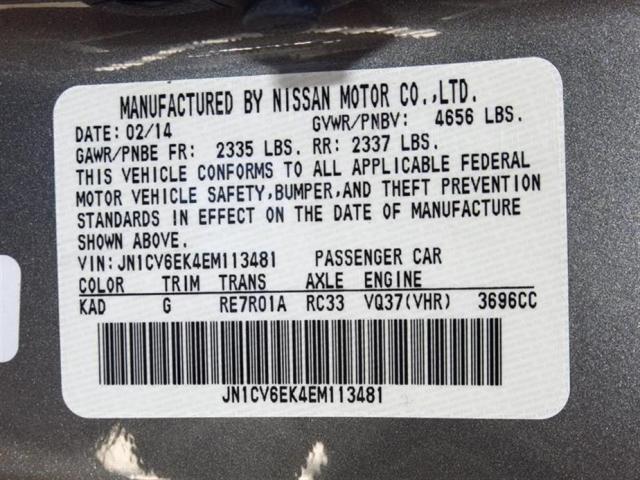 MANUFACTURED BY NISSAN MOTOR CO.,LTD.
DATE: 02/14 GVWR/PNBV: 4656 LBS.
GAWR/PNBE FR: 2335 LBS. RR: 2337 LBS.
THIS VEHICLE CONFORMS TO ALL APPLICABLE FEDERAL
MOTOR VEHICLE SAFETY,BUMPER,AND THEFT PREVENTION
STANDARDS IN EFFECT ON THE DATE OF MANUFACTURE
SHOWN ABOVE.
VIN:JN1CV6EK4EM113481 PASSENGER CAR
COLOR TRIM TRANS AXLE ENGINE
KAD G RE7R01A RC33 VQ37(VHR) 3696CC
JN1CV6EK4EM113481